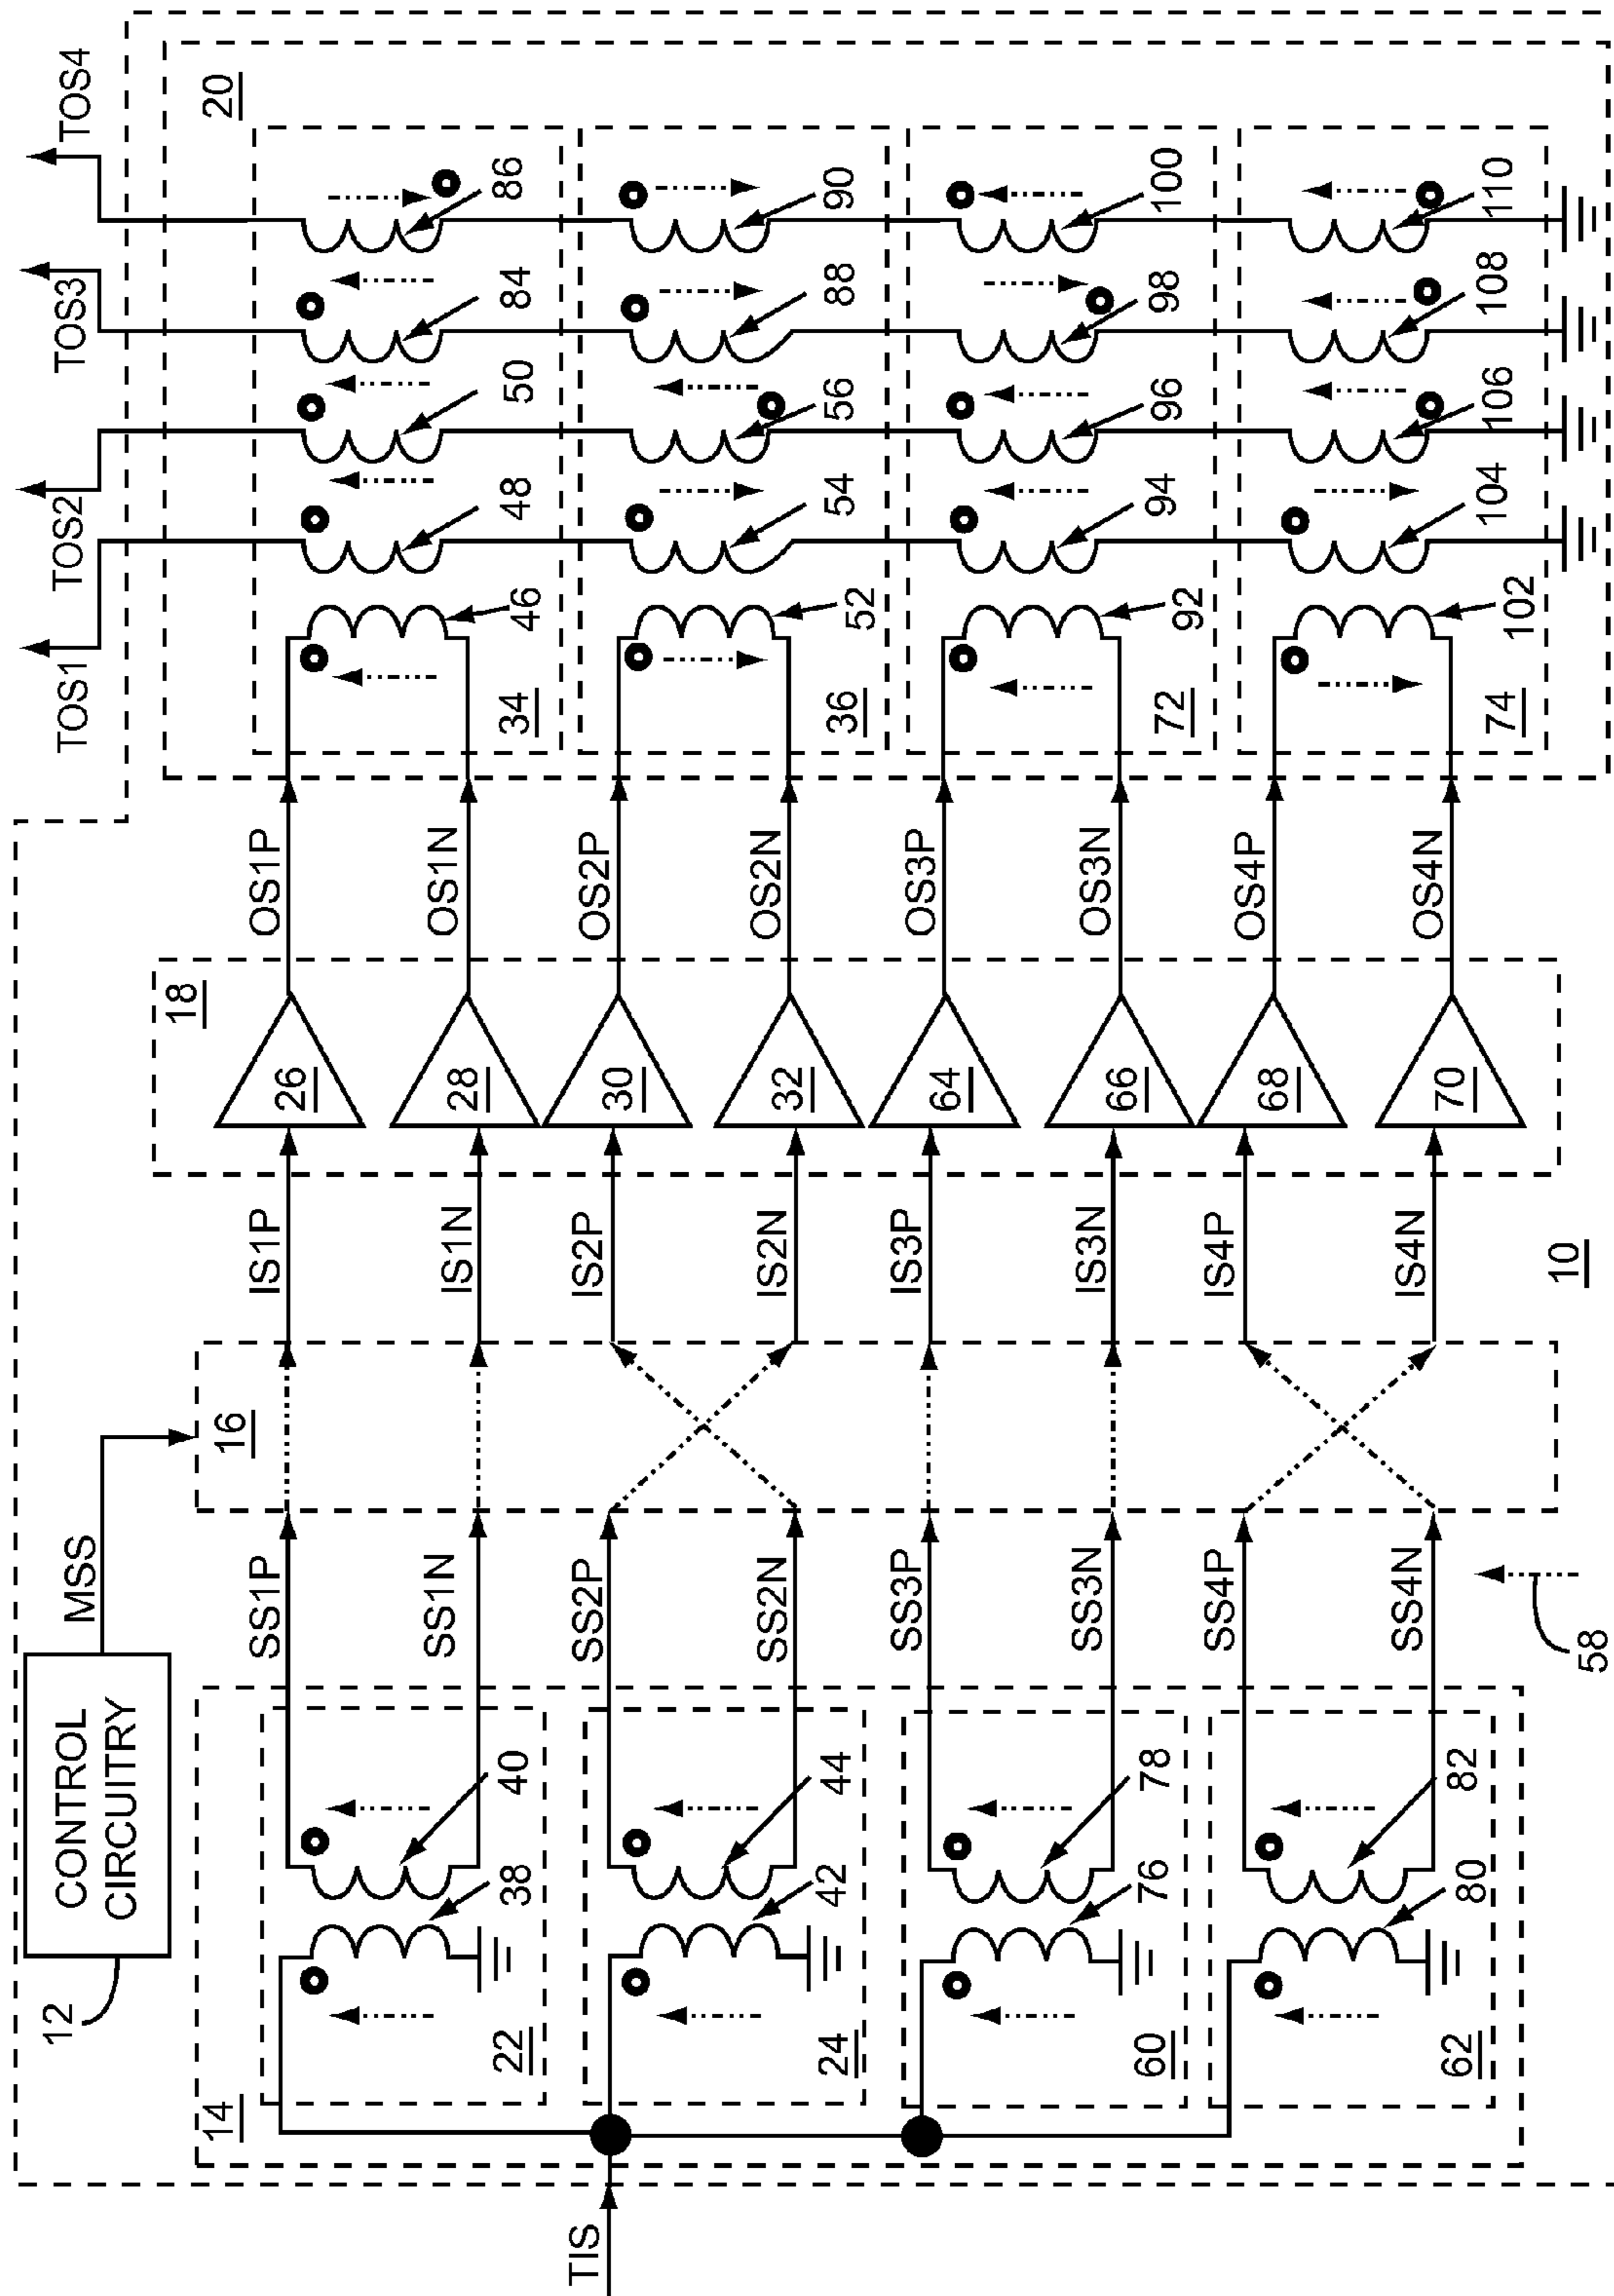 TIS
14
22
38
40
24
42
44
60
76
78
62
80
82
12
CONTROL
CIRCUITRY
MSS
SS1P
SS1N
SS2P
SS2N
SS3P
SS3N
SS4P
SS4N
58
16
10
IS1P
IS1N
IS2P
IS2N
IS3P
IS3N
IS4P
IS4N
18
26
28
30
32
64
66
68
70
OS1P
OS1N
OS2P
OS2N
OS3P
OS3N
OS4P
OS4N
20
34
46
48
50
84
86
36
52
54
56
88
90
72
92
94
96
98
100
74
102
104
106
108
110
TOS1
TOS2
TOS3
TOS4